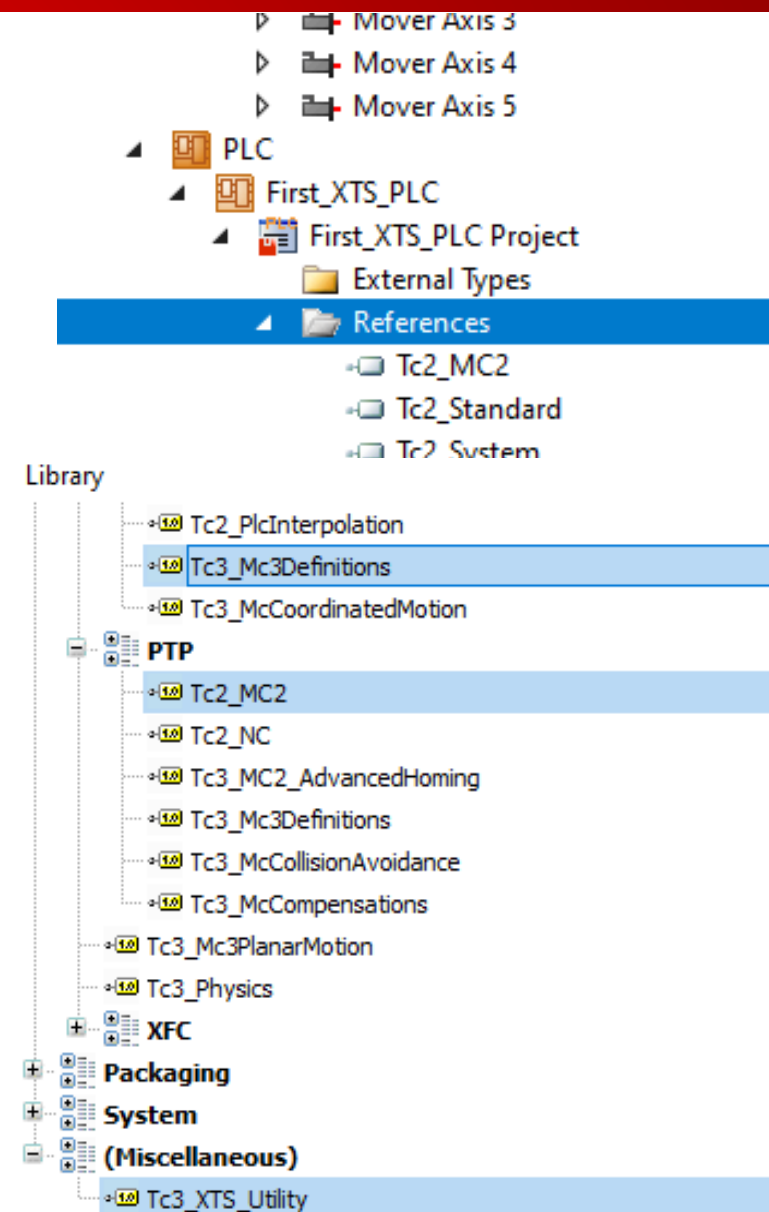 Mover Axis 3
Mover Axis 4
Mover Axis 5
PLC
First_XTS_PLC
First_XTS_PLC Project
External Types
References
Tc2_MC2
Tc2_Standard
Tc2_System
Library
Tc2_PlcInterpolation
Tc3_Mc3Definitions
Tc3_McCoordinatedMotion
PTP
Tc2_MC2
Tc2_NC
Tc3_MC2_AdvancedHoming
Tc3_Mc3Definitions
Tc3_McCollisionAvoidance
Tc3_McCompensations
Tc3_Mc3PlanarMotion
Tc3_Physics
XFC
Packaging
System
(Miscellaneous)
Tc3_XTS_Utility